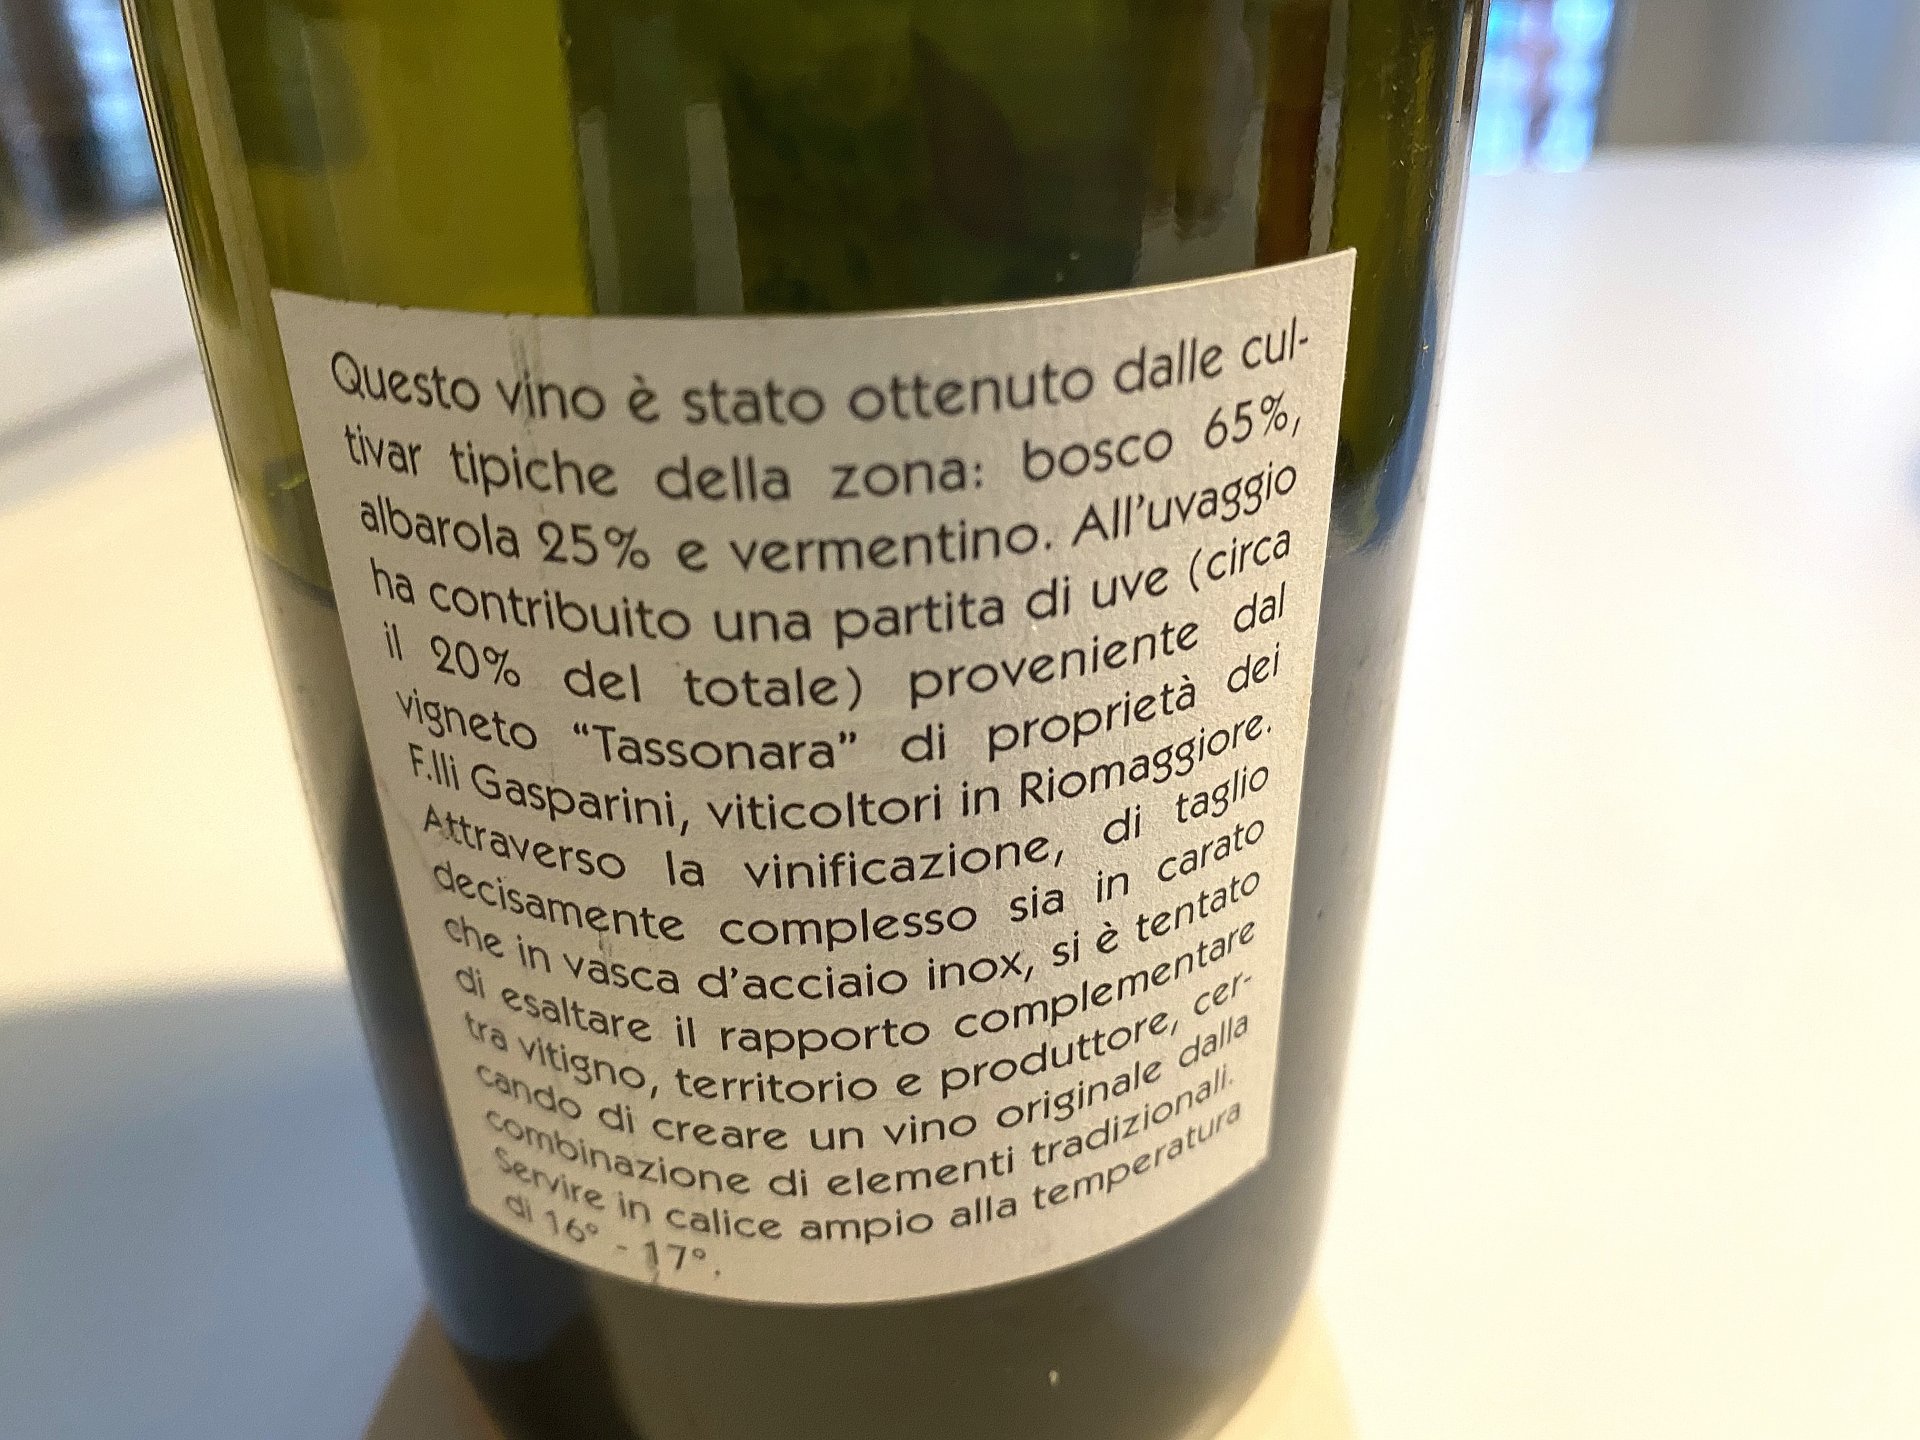 Questo vino è stato ottenuto dalle cul-
tivar tipiche della zona: bosco 65%,
albarola 25% e vermentino. All'uvaggio
ha contribuito una partita di uve (circa
il 20% del totale) proveniente dal
vigneto “Tassonara” di proprietà dei
F.lli Gasparini, viticoltori in Riomaggiore.
Attraverso la vinificazione, di taglio
decisamente complesso sia in carato
che in vasca d'acciaio inox, si è tentato
di esaltare il rapporto complementare
tra vitigno, territorio e produttore, cer-
cando di creare un vino originale dalla
combinazione di elementi tradizionali.
Servire in calice ampio alla temperatura
di 16° - 17°.